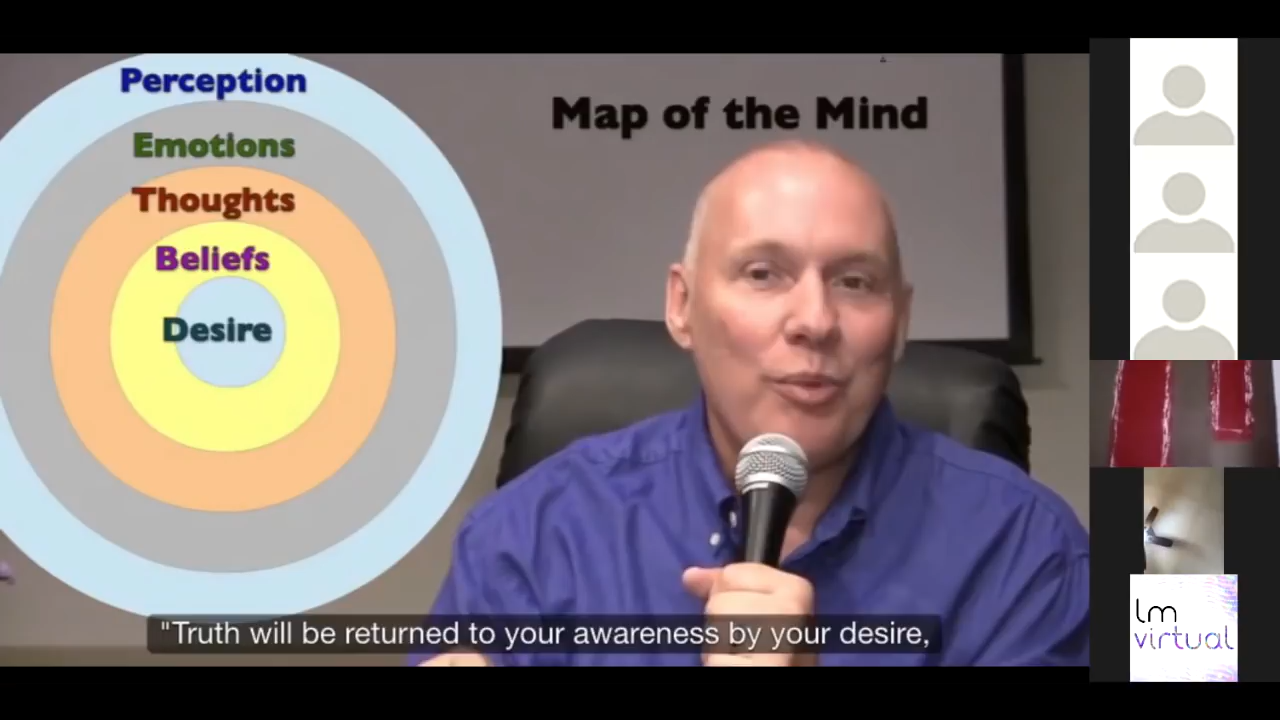 Perception
Map of the Mind
Emotions
Thoughts
Beliefs
Desire
"Truth will be returned to your awareness by your desire,
lm
virtual